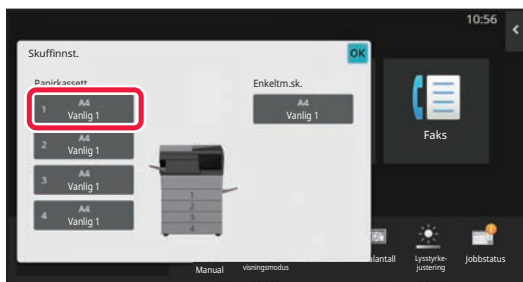 10:56
Skuffinnst.
OK
Papirkassett
Enkeltm.sk.
1 A4
Vanlig 1
A4
Vanlig 1
2 A4
Vanlig 1
3 A4
Vanlig 1
4 A4
Vanlig 1
1
2
3
4
Faks
Manual
visningsmodus
alantall
Lysstyrke-
justering
Jobbstatus